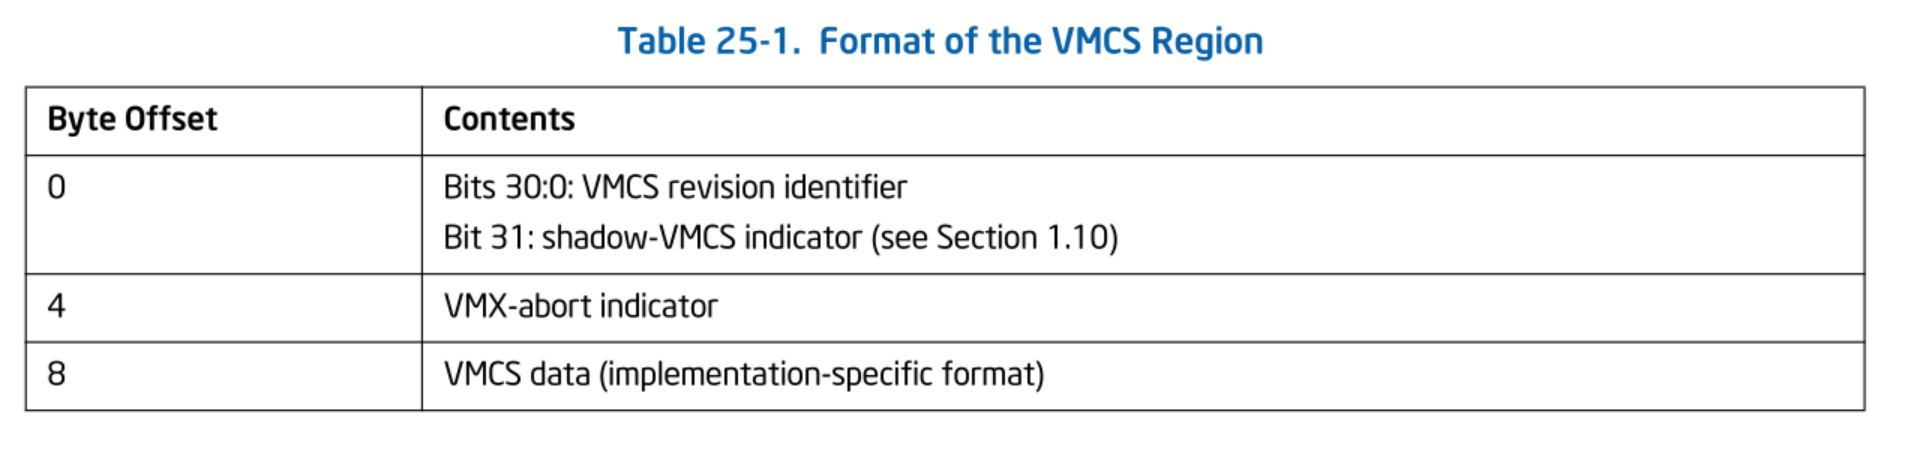 Table 25-1. Format of the VMCS Region
Byte Offset Contents
0 Bits 30:0: VMCS revision identifier
Bit 31: shadow-VMCS indicator (see Section 1.10)
4 VMX-abort indicator
8 VMCS data (implementation-specific format)